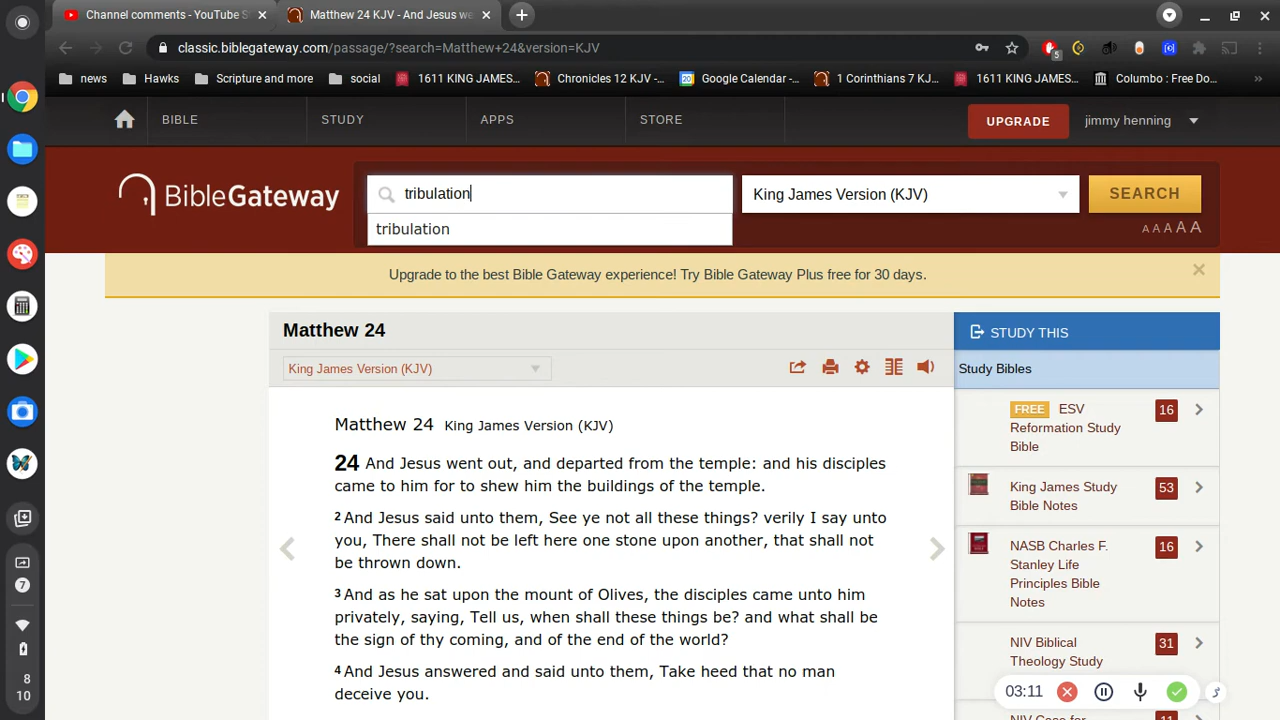 Channel comments - YouTube S
Matthew 24 KJV - And Jesus we
classic.biblegateway.com/passage/?search=Matthew+24&version=KJV
5
news
Hawks
Scripture and more
social
1611 KING JAMES...
Chronicles 12 KJV -...
20
Google Calendar -...
1 Corinthians 7 KJ...
1611 KING JAMES...
Columbo : Free Do...
»
BIBLE
STUDY
APPS
STORE
UPGRADE
jimmy henning
BibleGateway
tribulation
King James Version (KJV)
SEARCH
A A A A A
tribulation
Upgrade to the best Bible Gateway experience! Try Bible Gateway Plus free for 30 days.
Matthew 24
King James Version (KJV)
Matthew 24 King James Version (KJV)
24 And Jesus went out, and departed from the temple: and his disciples
came to him for to shew him the buildings of the temple.
2 And Jesus said unto them, See ye not all these things? verily I say unto
you, There shall not be left here one stone upon another, that shall not
be thrown down.
3 And as he sat upon the mount of Olives, the disciples came unto him
privately, saying, Tell us, when shall these things be? and what shall be
the sign of thy coming, and of the end of the world?
4 And Jesus answered and said unto them, Take heed that no man
deceive you.
STUDY THIS
Study Bibles
FREE ESV
Reformation Study
Bible
16
King James Study
Bible Notes
53
NASB Charles F.
Stanley Life
Principles Bible
Notes
16
NIV Biblical
Theology Study
31
NIV Case for
11
03:11
7
8
10